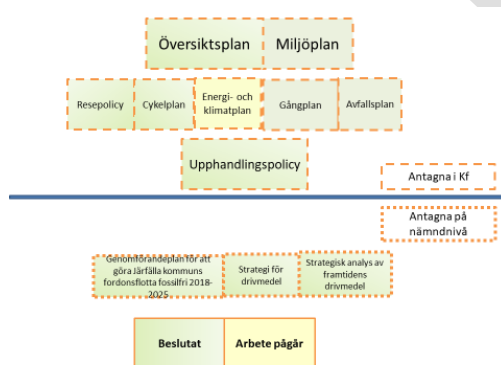 Översiktsplan
Miljöplan
Resepolicy
Cykelplan
Energi- och
klimatplan
Gångplan
Avfallsplan
Upphandlingspolicy
Antagna i Kf
Antagna på
nämndnivå
Genomförandeplan för att
göra Järfälla kommuns
fordonsflotta fossilfri 2018-
2025
Strategi för
drivmedel
Strategisk analys av
framtidens
drivmedel
Beslutat
Arbete pågår